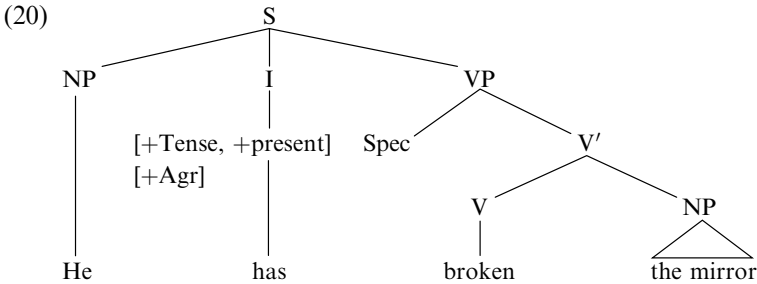 (20) S
NP I VP
[+Tense, +present] Spec V′
[+Agr]
V NP
He has broken the mirror